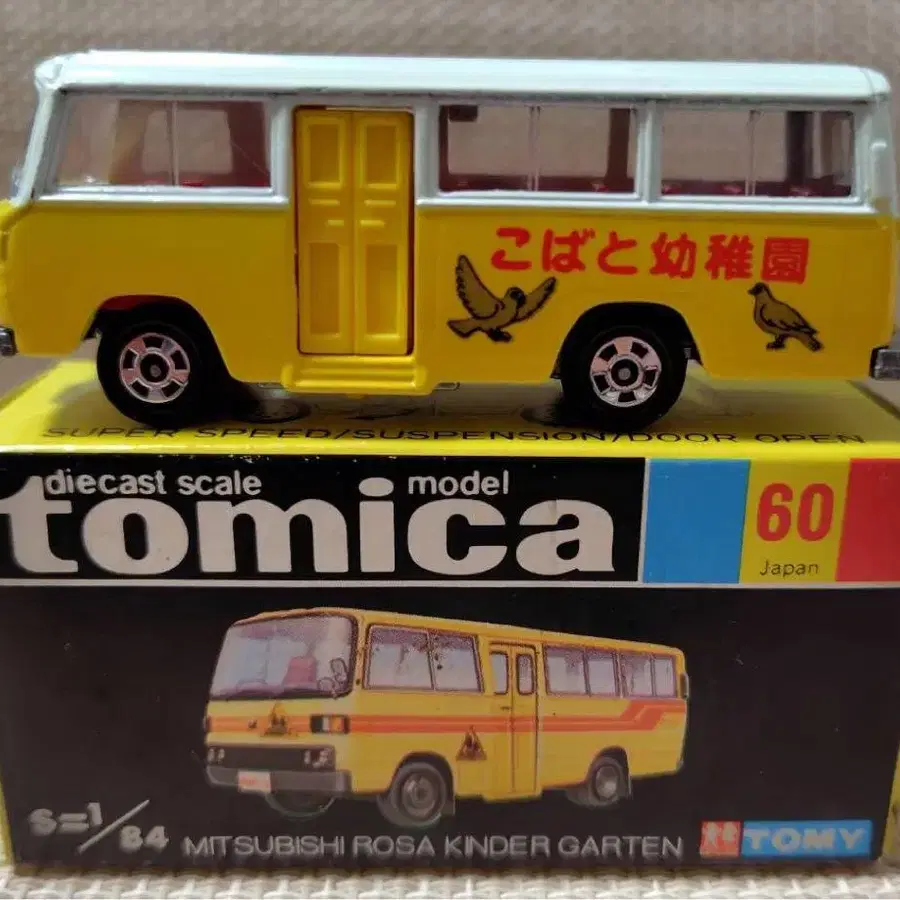 こばと幼稚園
SUPER SPEED/SUSPENSION/DOOR OPEN
diecast scale model
tomica
60
Japan
S=1/84
MITSUBISHI ROSA KINDER GARTEN
TOMY